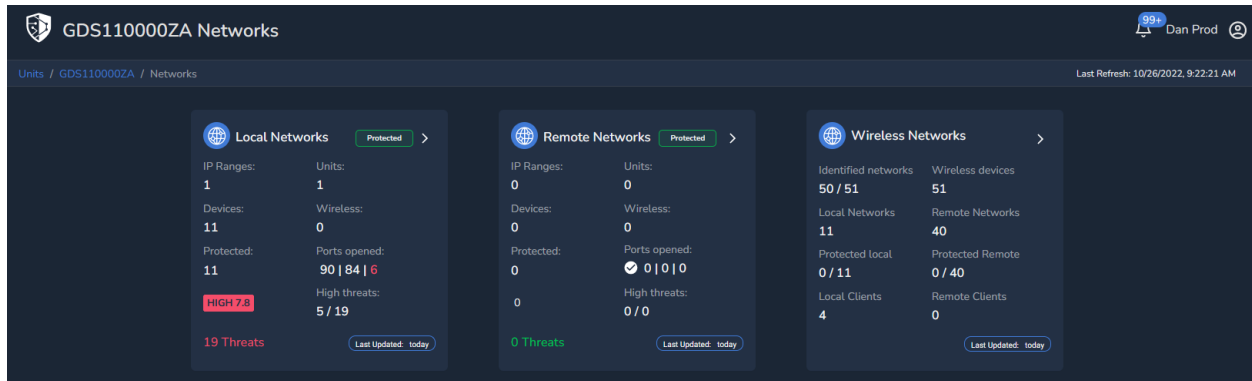 GDS110000ZA Networks
99+
Dan Prod
Units / GDS110000ZA / Networks
Last Refresh: 10/26/2022, 9:22:21 AM
Local Networks Protected >
IP Ranges: Units:
1 1
Devices: Wireless:
11 0
Protected: Ports opened:
11 90 | 84 | 6
HIGH 7.8 High threats:
5 / 19
19 Threats Last Updated: today
Remote Networks Protected >
IP Ranges: Units:
0 0
Devices: Wireless:
0 0
Protected: Ports opened:
0 0 | 0 | 0
High threats:
0 0 / 0
0 Threats Last Updated: today
Wireless Networks >
Identified networks Wireless devices
50 / 51 51
Local Networks Remote Networks
11 40
Protected local Protected Remote
0 / 11 0 / 40
Local Clients Remote Clients
4 0
Last Updated: today